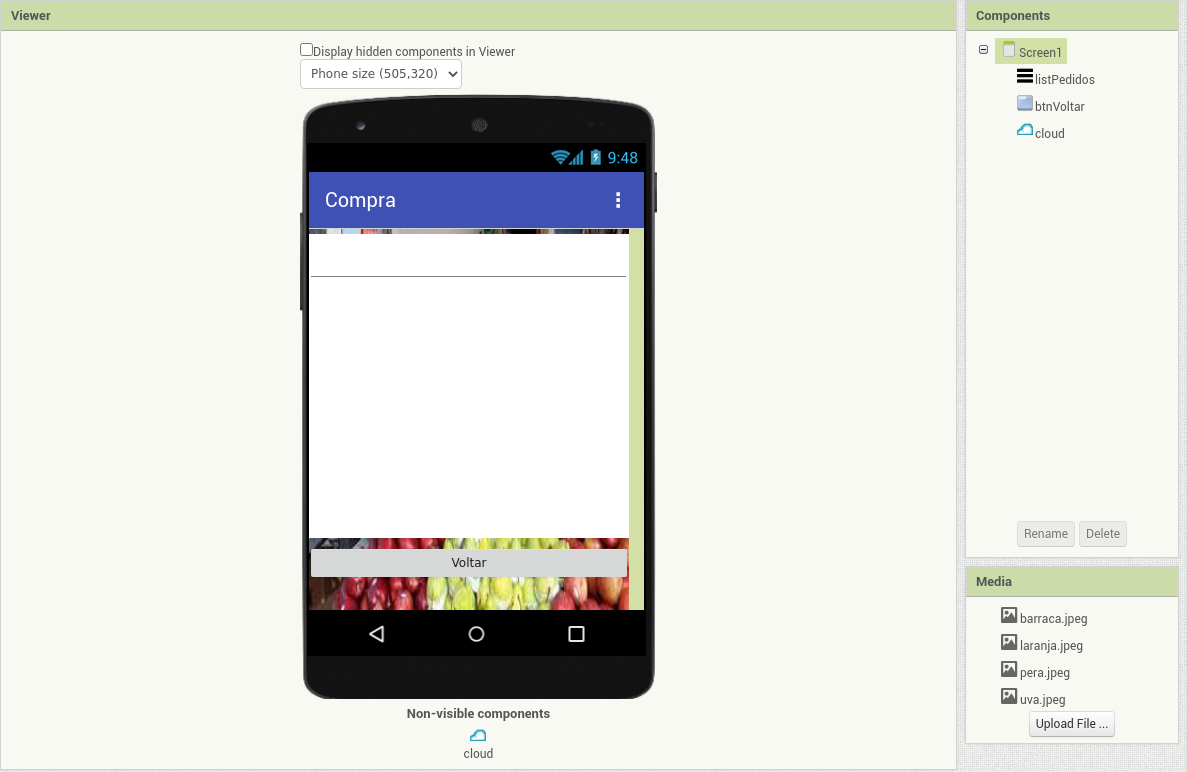 Viewer
Display hidden components in Viewer
Phone size (505,320)
9:48
Compra
Voltar
Non-visible components
cloud
Components
Screen1
listPedidos
btnVoltar
cloud
Rename Delete
Media
barraca.jpeg
laranja.jpeg
pera.jpeg
uva.jpeg
Upload File ...